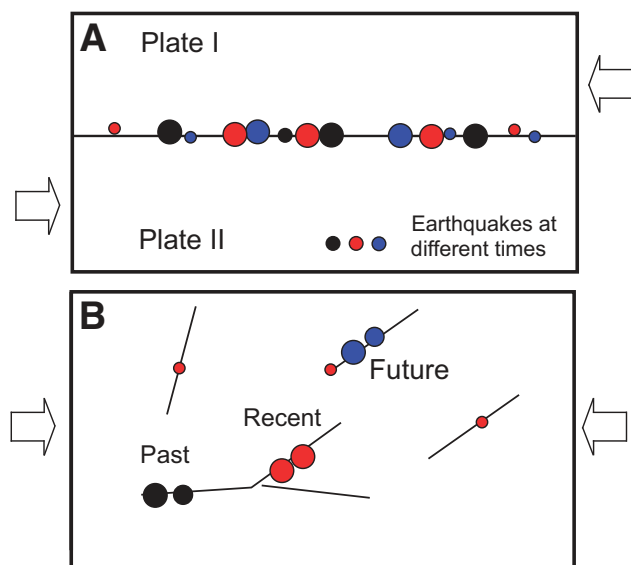 A
Plate I
Plate II
Earthquakes at
different times
B
Future
Recent
Past